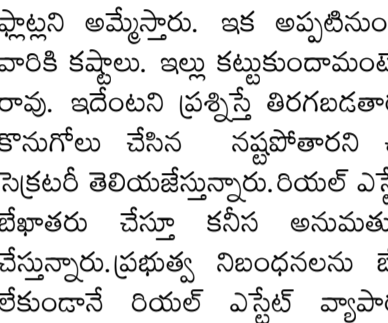 ఫ్లాట్లని అమ్మేస్తారు. ఇక అప్పటినుం
వారికి కష్టాలు. ఇల్లు కట్టుకుందామంటే
రావు. ఇదేంటని ప్రశ్నిస్తే తిరగబడతా
కొనుగోలు చేసిన నష్టపోతారని
సెక్రటరీ తెలియజేస్తున్నారు. రియల్ ఎస్టే
బేఖాతరు చేస్తూ కనీస అనుమతు
చేస్తున్నారు. ప్రభుత్వ నిబంధనలను బే
లేకుండానే రియల్ ఎస్టేట్ వ్యాపా